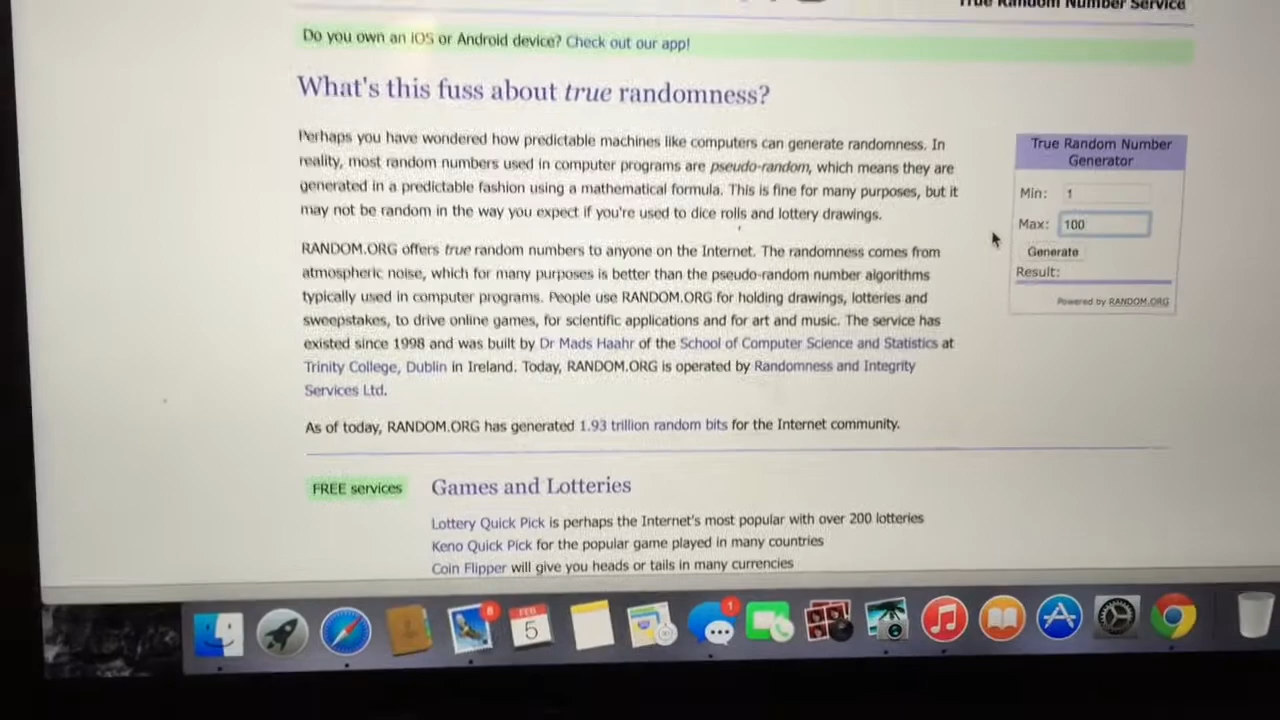 True Random Number Service
Do you own an iOS or Android device? Check out our app!
What's this fuss about true randomness?
Perhaps you have wondered how predictable machines like computers can generate randomness. In
reality, most random numbers used in computer programs are pseudo-random, which means they are
generated in a predictable fashion using a mathematical formula. This is fine for many purposes, but it
may not be random in the way you expect if you're used to dice rolls and lottery drawings.
RANDOM.ORG offers true random numbers to anyone on the Internet. The randomness comes from
atmospheric noise, which for many purposes is better than the pseudo-random number algorithms
typically used in computer programs. People use RANDOM.ORG for holding drawings, lotteries and
sweepstakes, to drive online games, for scientific applications and for art and music. The service has
existed since 1998 and was built by Dr Mads Haahr of the School of Computer Science and Statistics at
Trinity College, Dublin in Ireland. Today, RANDOM.ORG is operated by Randomness and Integrity
Services Ltd.
As of today, RANDOM.ORG has generated 1.93 trillion random bits for the Internet community.
True Random Number
Generator
Min: 1
Max: 100
Generate
Result:
Powered by RANDOM.ORG
FREE services
Games and Lotteries
Lottery Quick Pick is perhaps the Internet's most popular with over 200 lotteries
Keno Quick Pick for the popular game played in many countries
Coin Flipper will give you heads or tails in many currencies
8
FEB
5
1